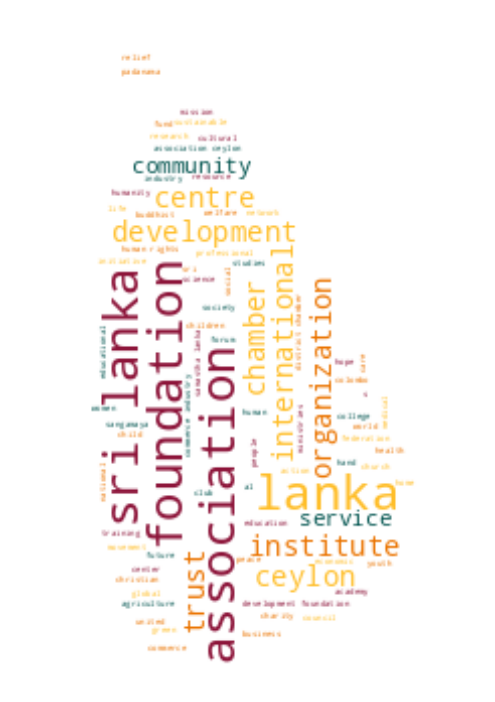 relief
padanama
mission
fund sustainable
research cultural
association ceylon
community
industry resource
humanity centre
life buddhist welfare network
development
human rights professional
initiative sri studies
science social
sri lanka
foundation
association
chamber
international
organization
district chamber
society
children
forum
educational
samastha lanka
commerce industry
hope
care
colombo
s
women
sangamaya
child
human
people
ministries
college
world
medical
federation
health
hand church
action
national
club
al
lanka
home
education service
training
movement future
institute
peace economic youth
center
christian
trust
ceylon
global
academy
agriculture
development foundation
united
green
charity council
business
commerce